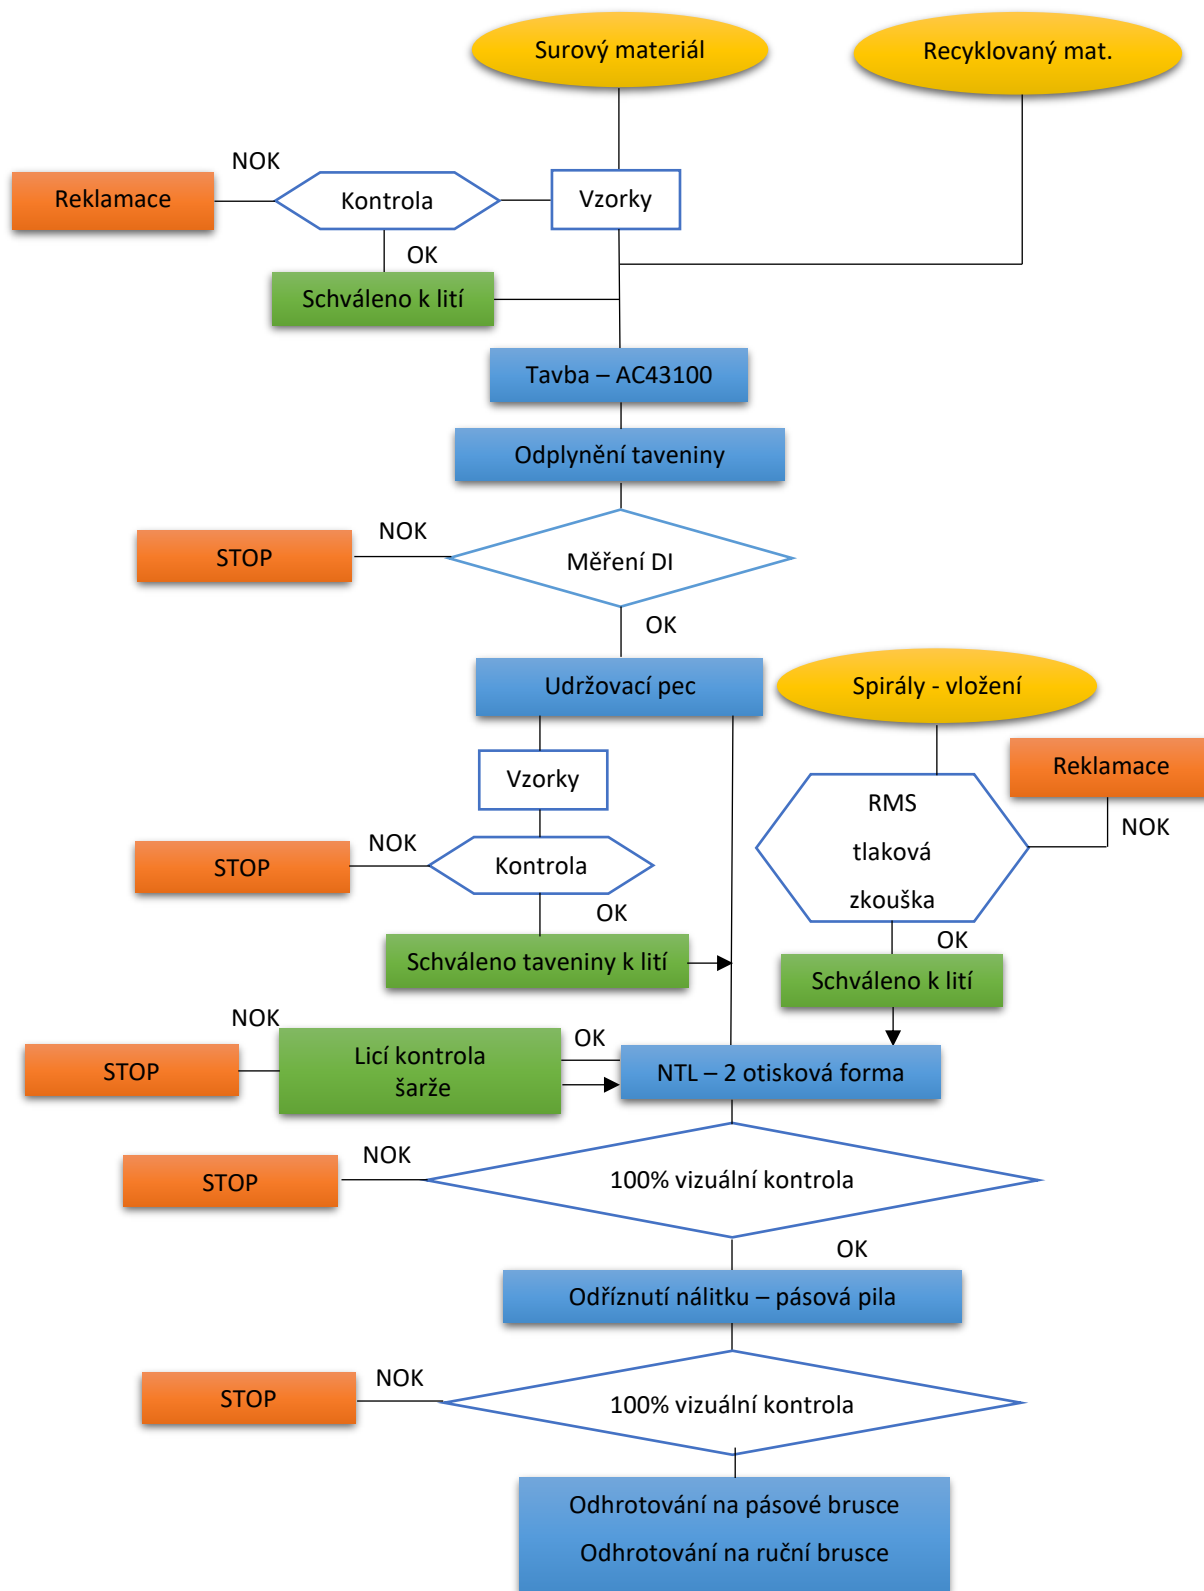 Surový materiál
Recyklovaný mat.
NOK
Reklamace
Kontrola
Vzorky
OK
Schváleno k lití
Tavba – AC43100
Odplynění taveniny
NOK
STOP
Měření DI
OK
Udržovací pec
Spirály - vložení
Vzorky
Reklamace
RMS
tlaková
zkouška
NOK
NOK
STOP
Kontrola
OK
OK
Schváleno taveniny k lití
Schváleno k lití
NOK
OK
STOP
Licí kontrola
šarže
NTL – 2 otisková forma
NOK
STOP
100% vizuální kontrola
OK
Odříznutí nálitku – pásová pila
NOK
STOP
100% vizuální kontrola
Odhrotování na pásové brusce
Odhrotování na ruční brusce